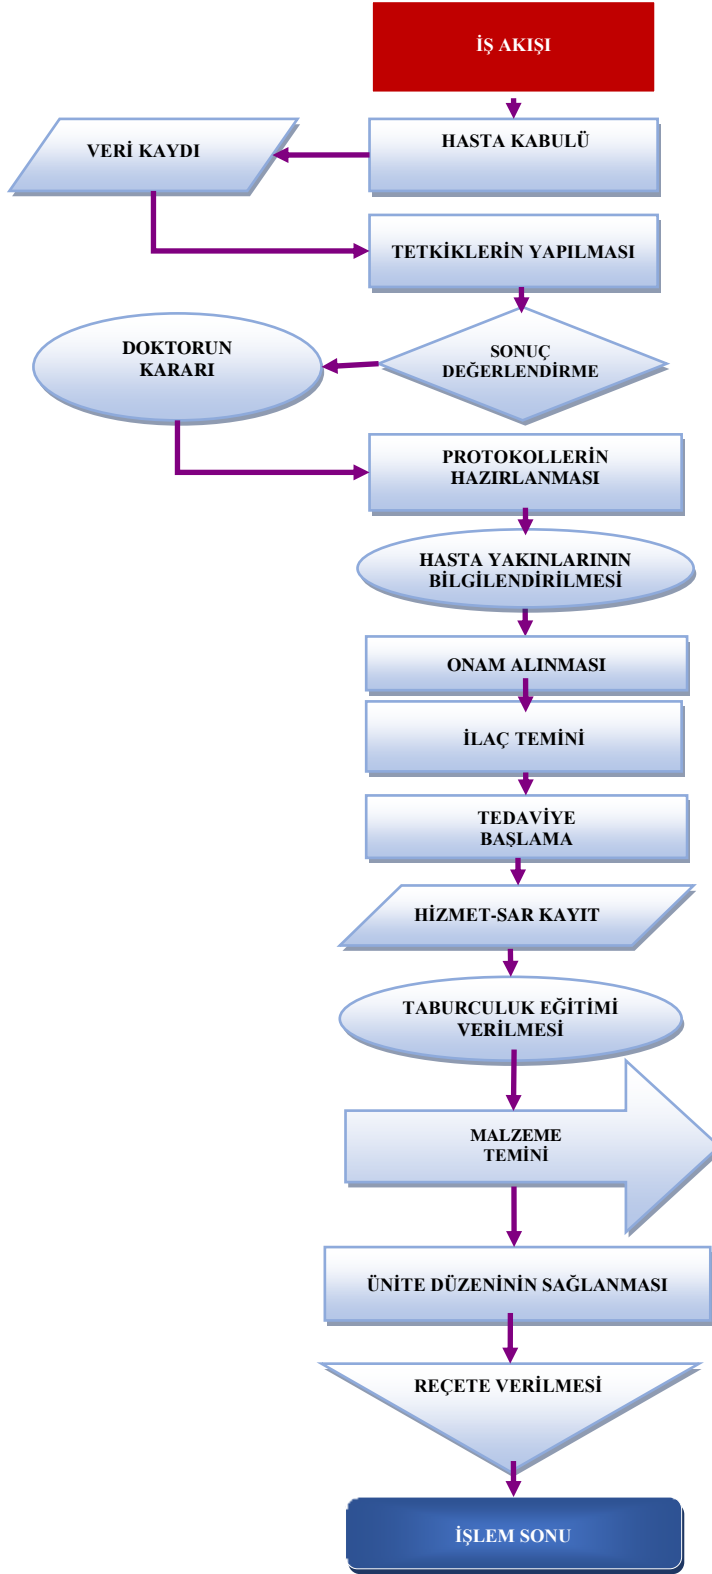 İŞ AKIŞI
HASTA KABULÜ
VERİ KAYDI
TETKİKLERİN YAPILMASI
SONUÇ
DEĞERLENDİRME
DOKTORUN
KARARI
PROTOKOLLERİN
HAZIRLANMASI
HASTA YAKINLARININ
BİLGİLENDİRİLMESİ
ONAM ALINMASI
İLAÇ TEMİNİ
TEDAVİYE
BAŞLAMA
HİZMET-SAR KAYIT
TABURCULUK EĞİTİMİ
VERİLMESİ
MALZEME
TEMİNİ
ÜNİTE DÜZENİNİN SAĞLANMASI
REÇETE VERİLMESİ
İŞLEM SONU